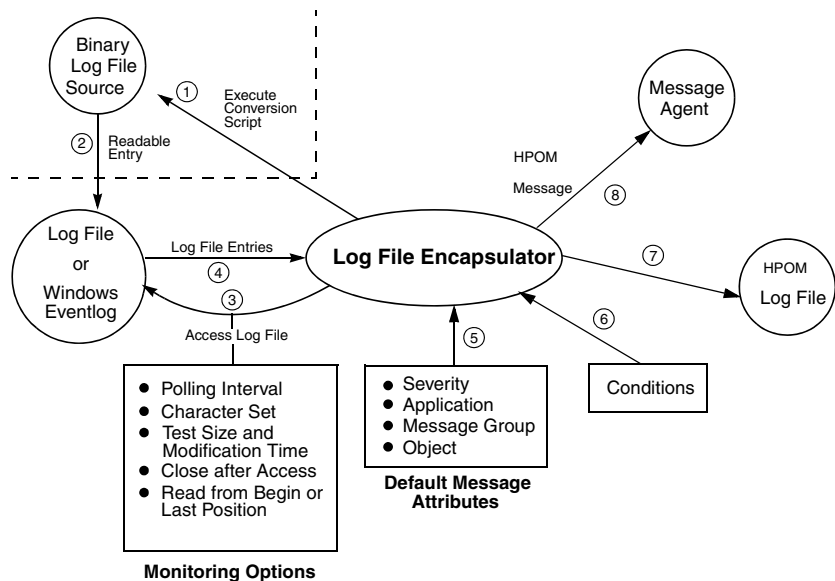 Binary
Log File
Source
1
Execute
Conversion
Script
2
Readable
Entry
Message
Agent
HPOM
Message
8
Log File
or
Windows
Eventlog
Log File Entries
4
3
Access Log File
Log File Encapsulator
7
HPOM
Log File
5
6
Polling Interval
Character Set
Test Size and
Modification Time
Close after Access
Read from Begin or
Last Position
Monitoring Options
Severity
Application
Message Group
Object
Default Message
Attributes
Conditions